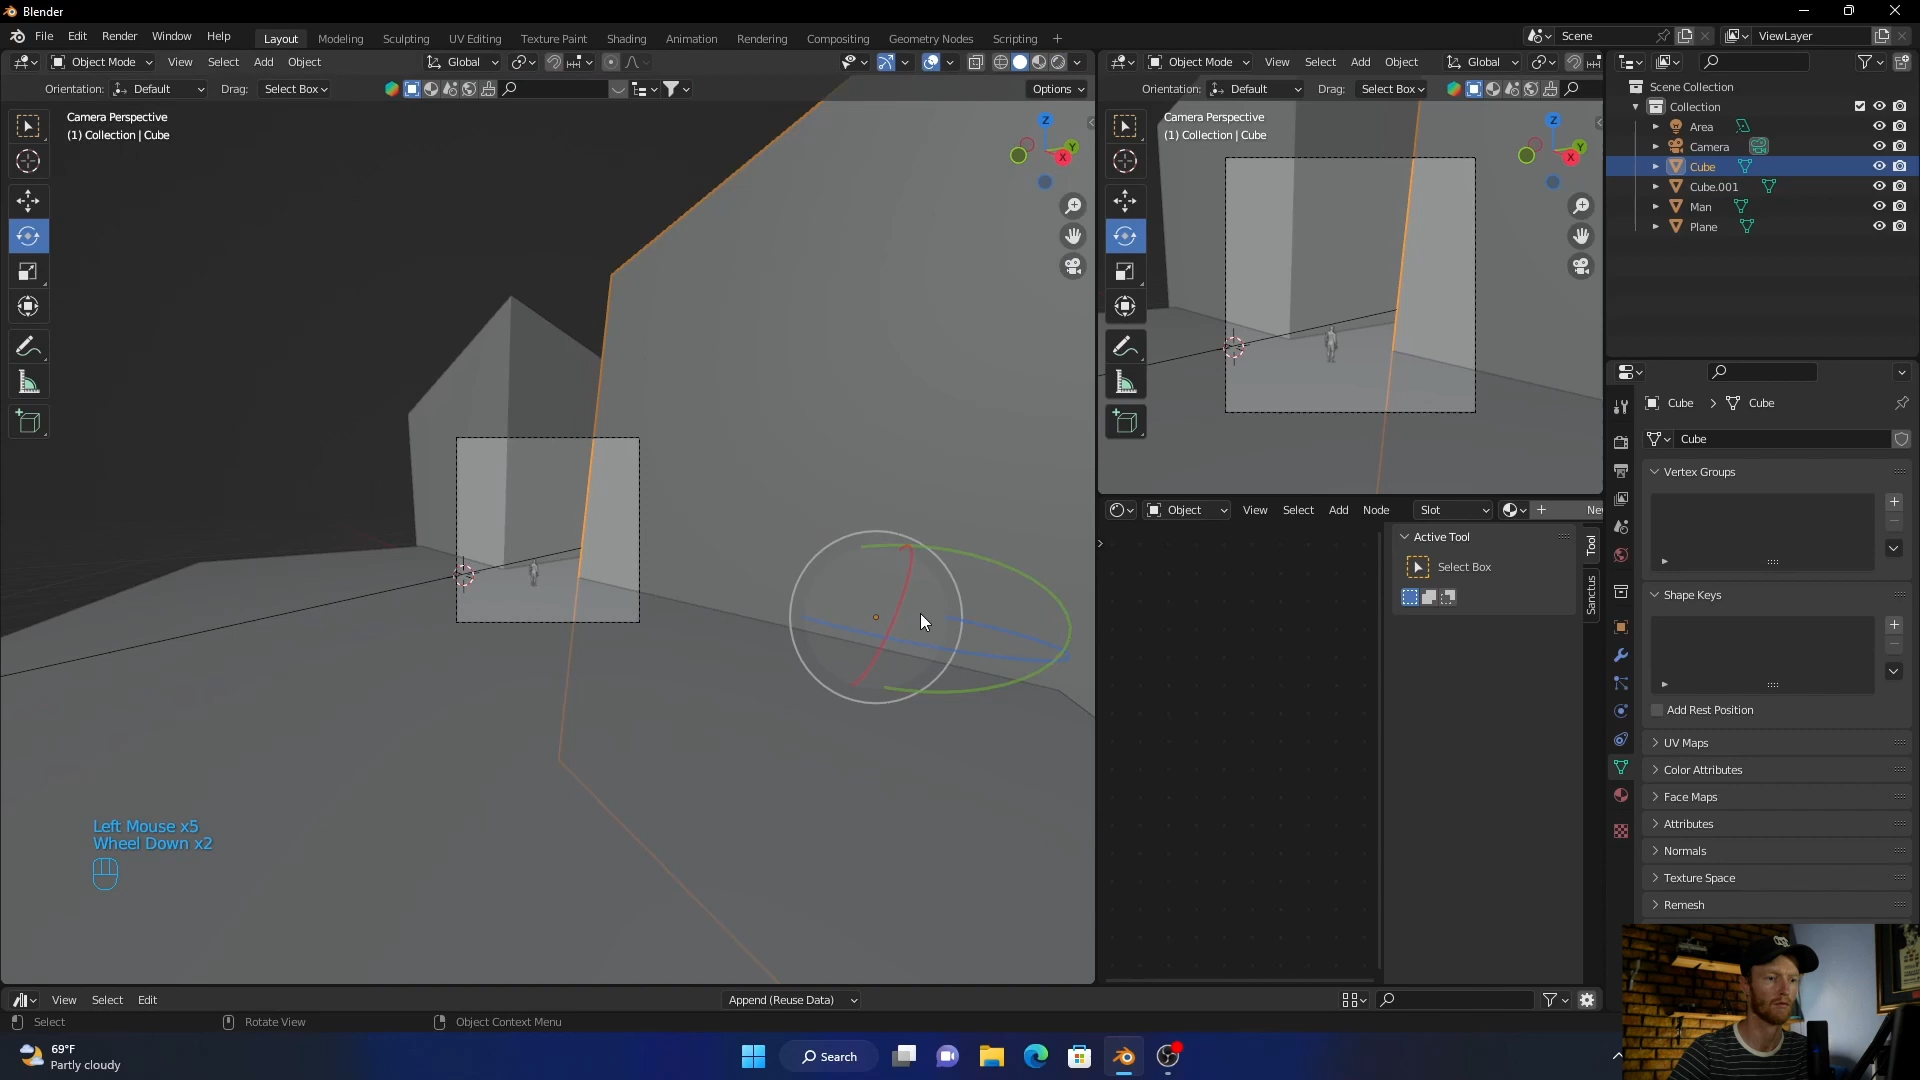 Blender
File Edit Render Window Help
Layout Modeling Sculpting UV Editing Texture Paint Shading Animation Rendering Compositing Geometry Nodes Scripting +
Scene
ViewLayer
Object Mode View Select Add Object
Global
Orientation: Default Drag: Select Box
Options
Camera Perspective
(1) Collection | Cube
Z
Y
X
Left Mouse x5
Wheel Down x2
Object Mode View Select Add Object
Global
Orientation: Default Drag: Select Box
Camera Perspective
(1) Collection | Cube
Z
Y
X
Object View Select Add Node Slot
Active Tool
Select Box
Tool
Sanctus
Scene Collection
Collection
Area
Camera
Cube
Cube.001
Man
Plane
Cube > Cube
Cube
Vertex Groups
Shape Keys
Add Rest Position
UV Maps
Color Attributes
Face Maps
Attributes
Normals
Texture Space
Remesh
View Select Edit
Append (Reuse Data)
Select
Rotate View
Object Context Menu
69°F
Partly cloudy
Search